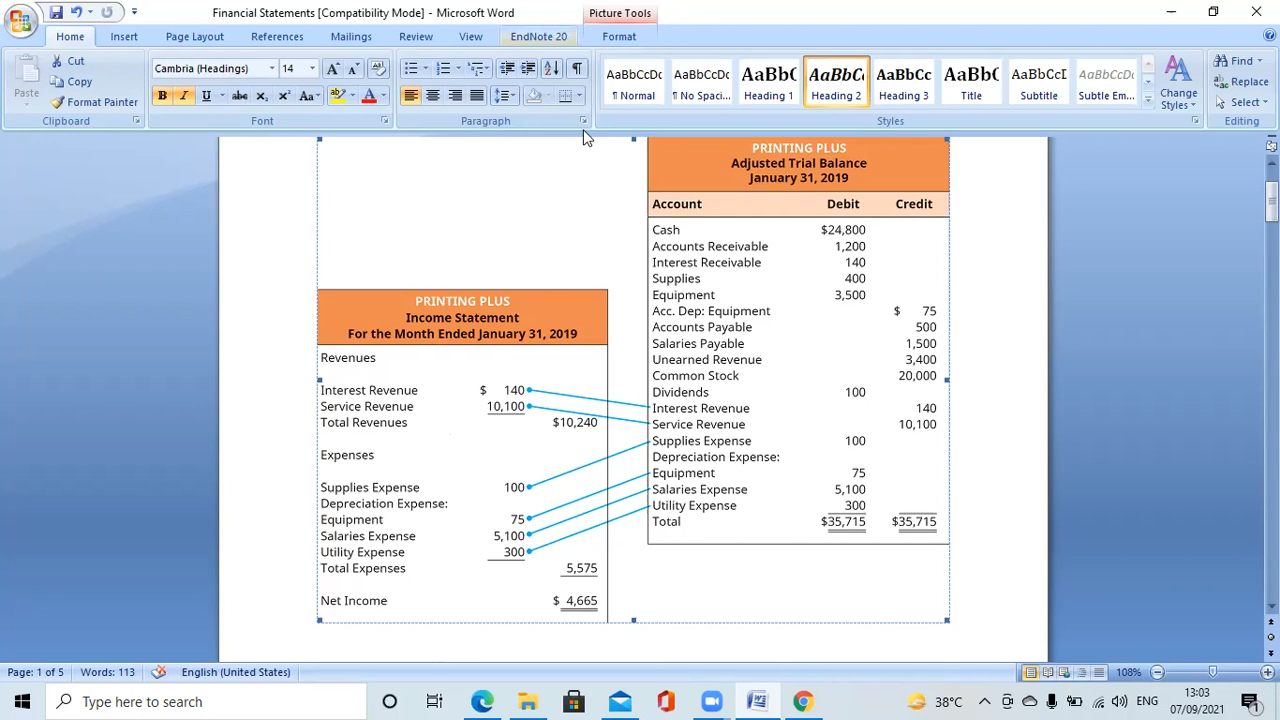 Financial Statements [Compatibility Mode] - Microsoft Word
Picture Tools
Home Insert Page Layout References Mailings Review View EndNote 20 Format
Paste
Cut
Copy
Format Painter
Clipboard
Cambria (Headings) 14
Font
Paragraph
AaBbCcDc AaBbCcDc AaBbC AaBbCc AaBbCc AaBbC AaBbCcI AaBbCcDc
¶ Normal ¶ No Spaci... Heading 1 Heading 2 Heading 3 Title Subtitle Subtle Em...
Change Styles
Styles
Find
Replace
Select
Editing
PRINTING PLUS
Adjusted Trial Balance
January 31, 2019
Account Debit Credit
Cash $24,800
Accounts Receivable 1,200
Interest Receivable 140
Supplies 400
Equipment 3,500
Acc. Dep: Equipment $ 75
Accounts Payable 500
Salaries Payable 1,500
Unearned Revenue 3,400
Common Stock 20,000
Dividends 100
Interest Revenue 140
Service Revenue 10,100
Supplies Expense 100
Depreciation Expense:
Equipment 75
Salaries Expense 5,100
Utility Expense 300
Total $35,715 $35,715
PRINTING PLUS
Income Statement
For the Month Ended January 31, 2019
Revenues
Interest Revenue $ 140
Service Revenue 10,100
Total Revenues $10,240
Expenses
Supplies Expense 100
Depreciation Expense:
Equipment 75
Salaries Expense 5,100
Utility Expense 300
Total Expenses 5,575
Net Income $ 4,665
Page: 1 of 5 Words: 113 English (United States) 108%
Type here to search
38°C
ENG
13:03
07/09/2021